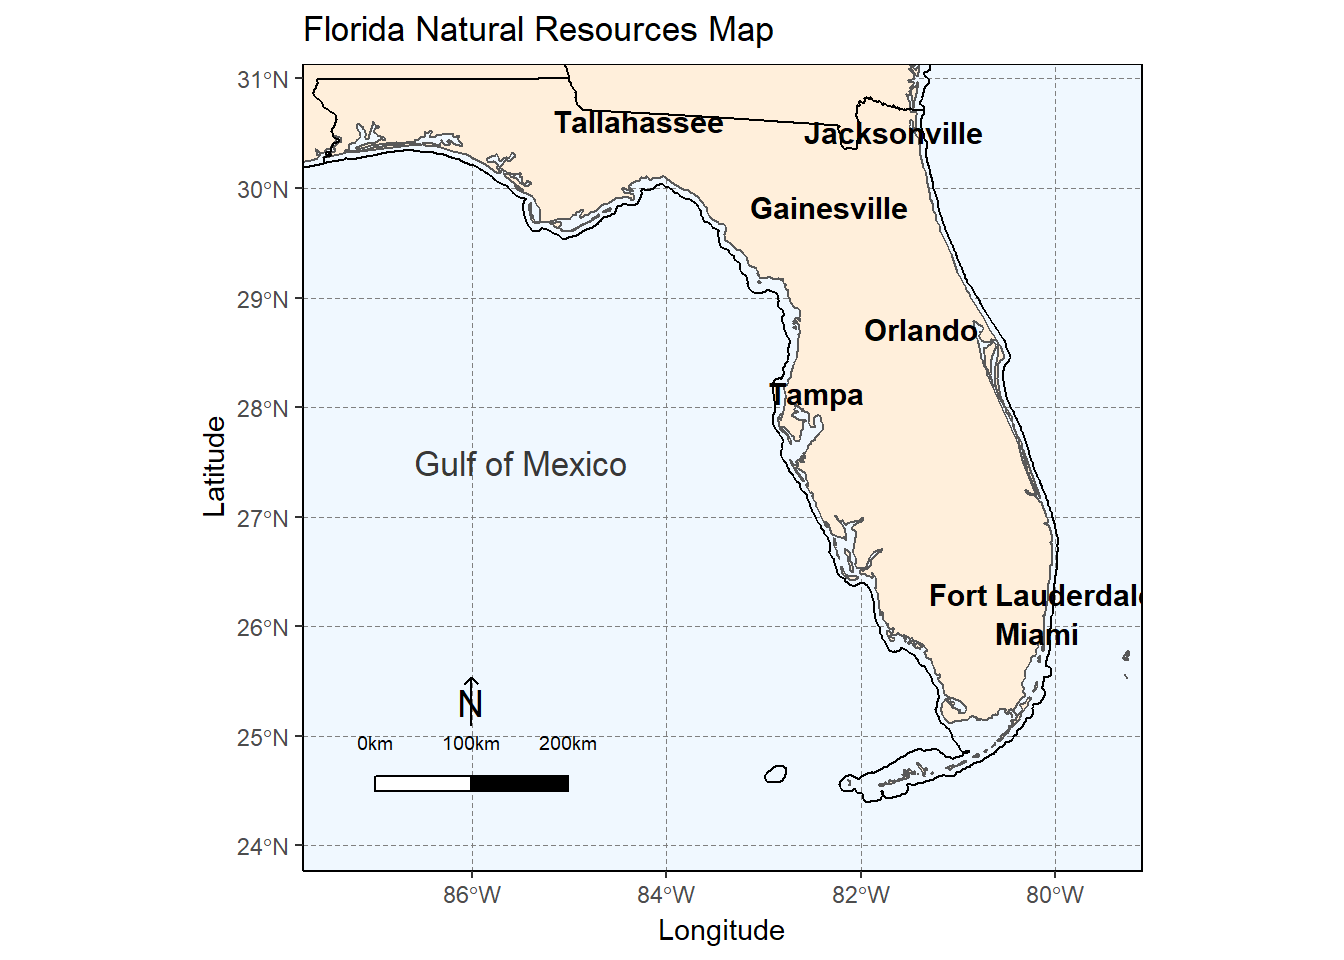 Florida Natural Resources Map
31°N
Tallahassee
Jacksonville
30°N
Gainesville
29°N
Orlando
Tampa
28°N
Gulf of Mexico
Latitude
27°N
Fort Lauderdale
26°N
Miami
N
25°N
0km 100km 200km
24°N
86°W 84°W 82°W 80°W
Longitude